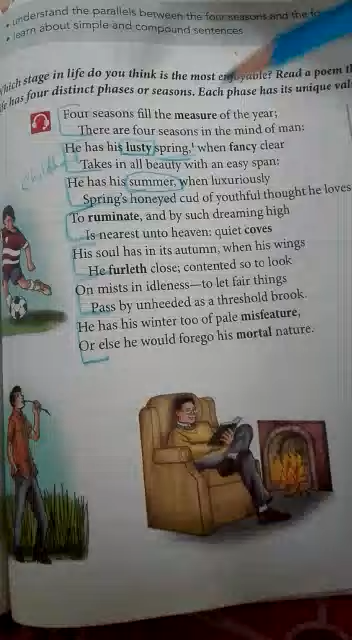 • understand the parallels between the four seasons and the fo
• learn about simple and compound sentences
Which stage in life do you think is the most enjoyable? Read a poem th
life has four distinct phases or seasons. Each phase has its unique val
Four seasons fill the measure of the year;
There are four seasons in the mind of man:
He has his lusty spring,¹ when fancy clear
Takes in all beauty with an easy span:
He has his summer, when luxuriously
Spring's honeyed cud of youthful thought he loves
To ruminate, and by such dreaming high
Is nearest unto heaven: quiet coves
His soul has in its autumn, when his wings
He furleth close; contented so to look
On mists in idleness—to let fair things
Pass by unheeded as a threshold brook.
He has his winter too of pale misfeature,
Or else he would forego his mortal nature.